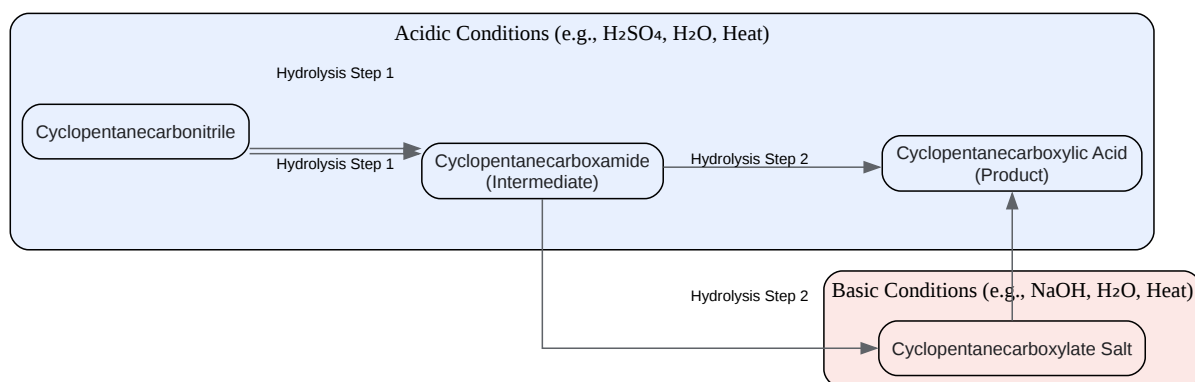 Acidic Conditions (e.g., H₂SO₄, H₂O, Heat)
Hydrolysis Step 1
Cyclopentanecarbonitrile
Hydrolysis Step 1
Cyclopentanecarboxamide
(Intermediate)
Hydrolysis Step 2
Cyclopentanecarboxylic Acid
(Product)
Hydrolysis Step 2
Basic Conditions (e.g., NaOH, H₂O, Heat)
Cyclopentanecarboxylate Salt